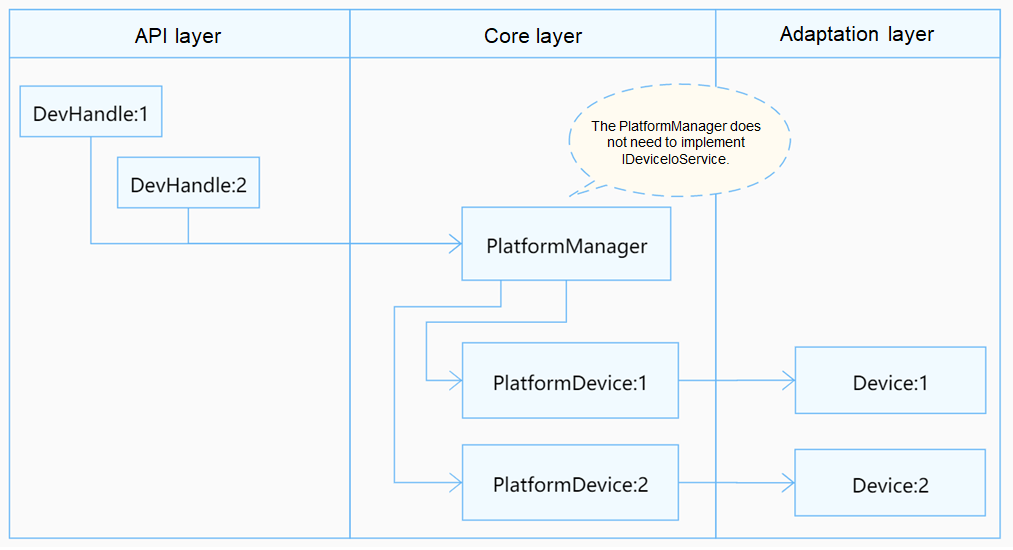 API layer
Core layer
Adaptation layer
DevHandle:1
DevHandle:2
The PlatformManager does
not need to implement
IDeviceIoService.
PlatformManager
PlatformDevice:1
Device:1
PlatformDevice:2
Device:2